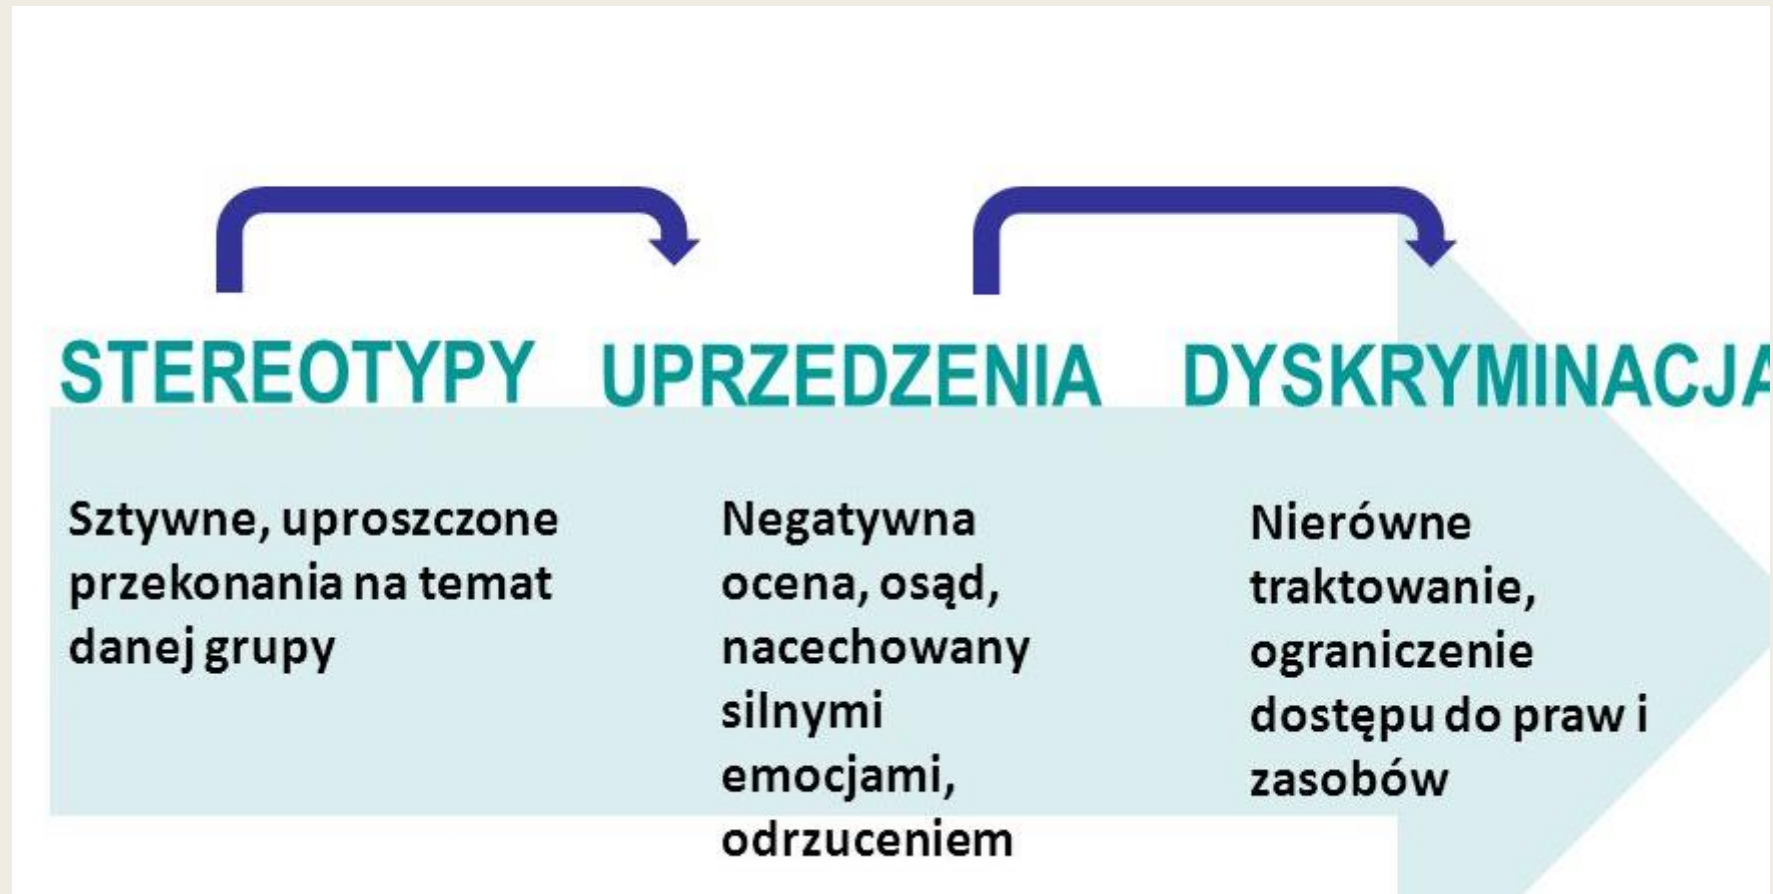 STEREOTYPY
UPRZEDZENIA
DYSKRYMINACJA
Sztywne, uproszczone
przekonania na temat
danej grupy
Negatywna
ocena, osąd,
nacechowany
silnymi
emocjami,
odrzuceniem
Nierówne
traktowanie,
ograniczenie
dostępu do praw i
zasobów